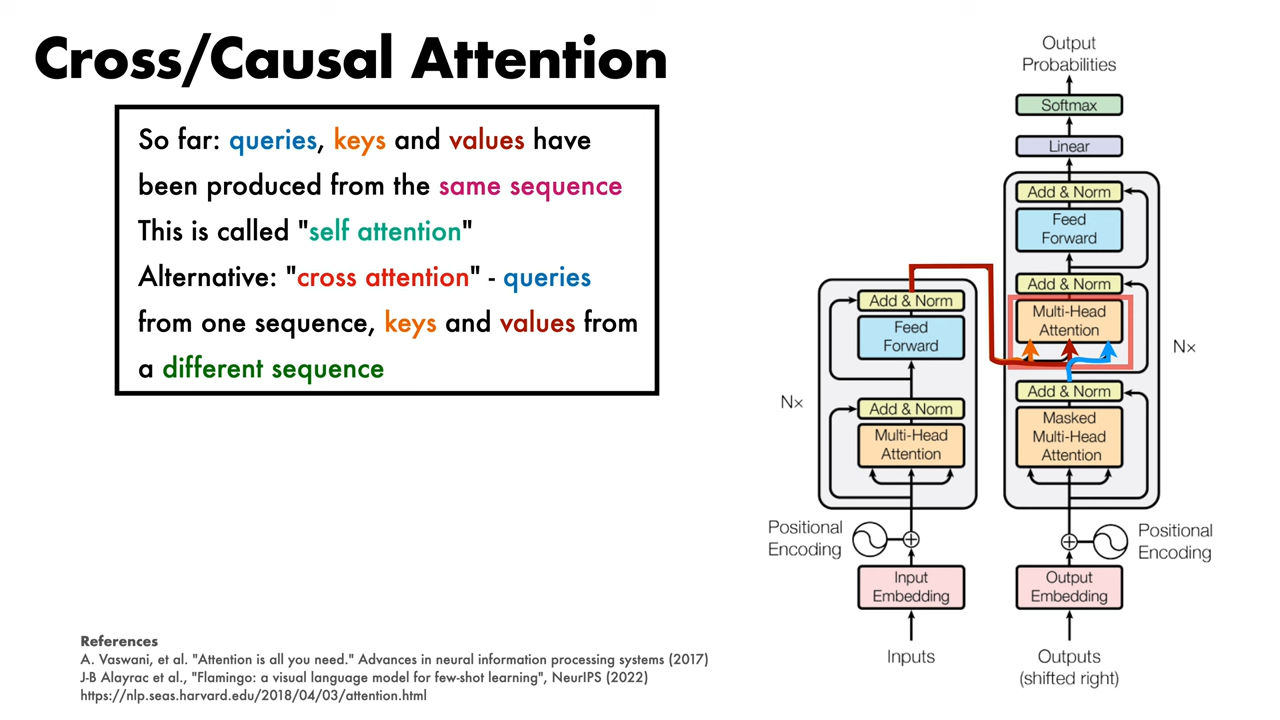 Cross/Causal Attention
So far: queries, keys and values have
been produced from the same sequence
This is called "self attention"
Alternative: "cross attention" - queries
from one sequence, keys and values from
a different sequence
Output
Probabilities
Softmax
Linear
Add & Norm
Feed
Forward
Add & Norm
Multi-Head
Attention
Nx
Add & Norm
Masked
Multi-Head
Attention
Positional
Encoding
Output
Embedding
Outputs
(shifted right)
Add & Norm
Feed
Forward
Nx
Add & Norm
Multi-Head
Attention
Positional
Encoding
Input
Embedding
Inputs
References
A. Vaswani, et al. "Attention is all you need." Advances in neural information processing systems (2017)
J-B Alayrac et al., "Flamingo: a visual language model for few-shot learning", NeurIPS (2022)
https://nlp.seas.harvard.edu/2018/04/03/attention.html